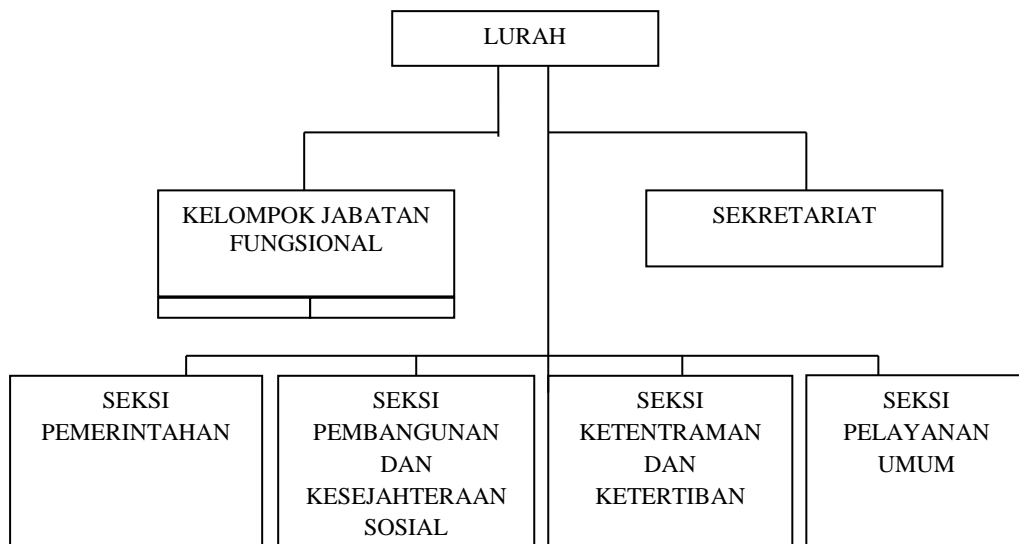 LURAH
KELOMPOK JABATAN
FUNGSIONAL
SEKRETARIAT
SEKSI
PEMERINTAHAN
SEKSI
PEMBANGUNAN
DAN
KESEJAHTERAAN
SOSIAL
SEKSI
KETENTRAMAN
DAN
KETERTIBAN
SEKSI
PELAYANAN
UMUM